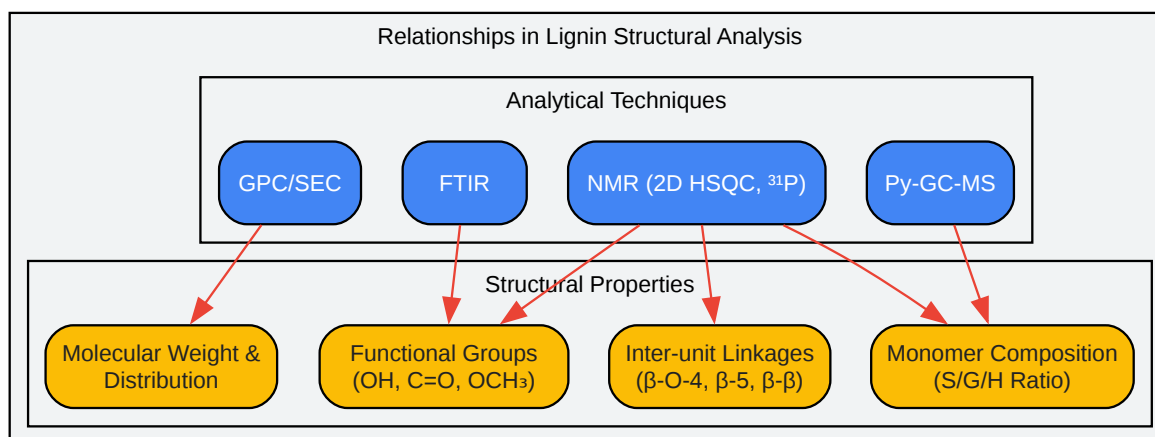 Relationships in Lignin Structural Analysis
Analytical Techniques
GPC/SEC
FTIR
NMR (2D HSQC, ³¹P)
Py-GC-MS
Structural Properties
Molecular Weight &
Distribution
Functional Groups
(OH, C=O, OCH₃)
Inter-unit Linkages
(β-O-4, β-5, β-β)
Monomer Composition
(S/G/H Ratio)